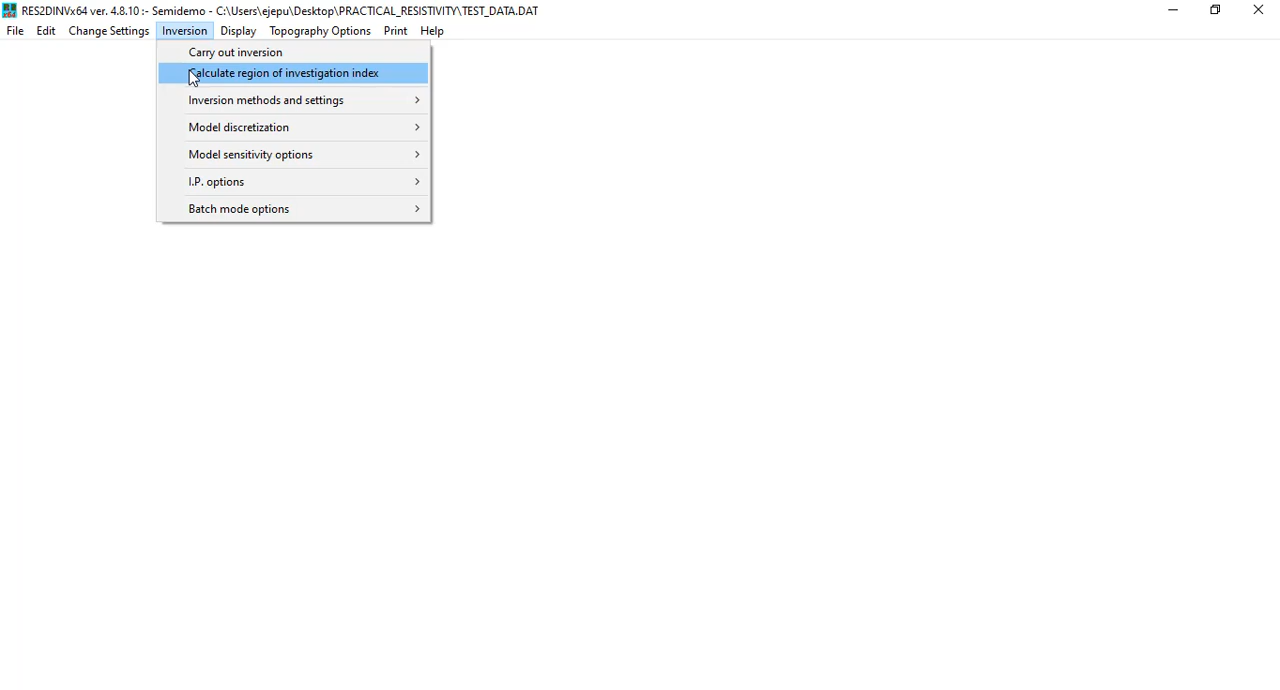 RES2DINVx64 ver. 4.8.10 :- Semidemo - C:\Users\ejepu\Desktop\PRACTICAL_RESISTIVITY\TEST_DATA.DAT
File Edit Change Settings Inversion Display Topography Options Print Help
Carry out inversion
Calculate region of investigation index
Inversion methods and settings
Model discretization
Model sensitivity options
I.P. options
Batch mode options